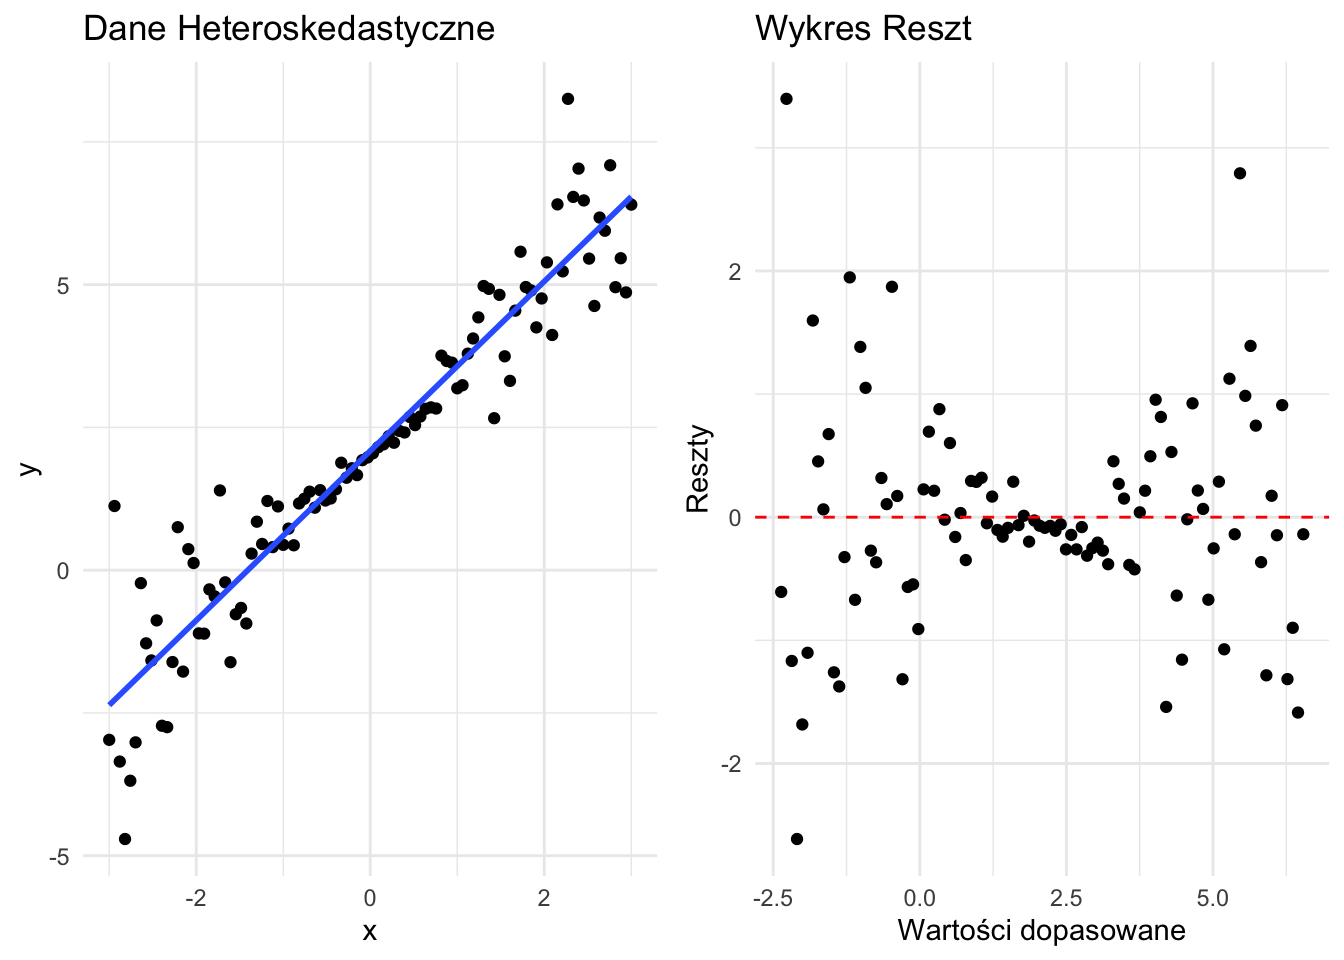 Dane Heteroskedastyczne
5
0
-5
y
-2
0
2
x
Wykres Reszt
2
0
-2
Reszty
-2.5
0.0
2.5
5.0
Wartości dopasowane